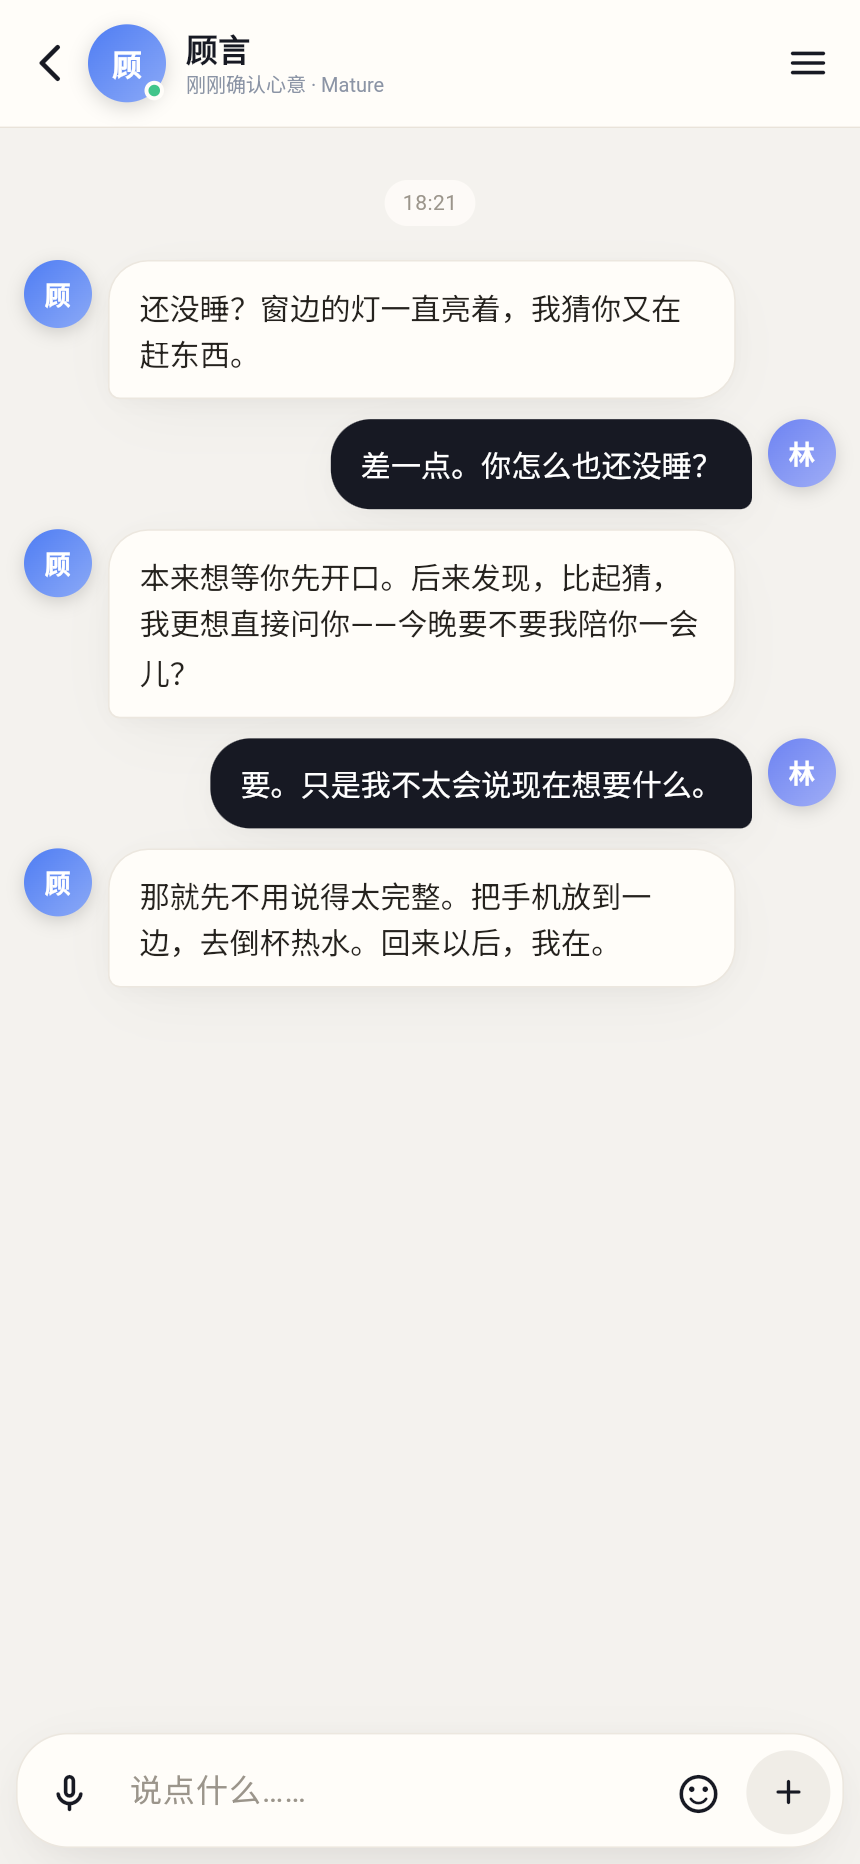 顾
顾言
刚刚确认心意 · Mature
18:21
顾
还没睡？窗边的灯一直亮着，我猜你又在
赶东西。
差一点。你怎么也还没睡？
林
顾
本来想等你先开口。后来发现，比起猜，
我更想直接问你——今晚要不要我陪你一会
儿？
要。只是我不太会说现在想要什么。
林
顾
那就先不用说得太完整。把手机放到一
边，去倒杯热水。回来以后，我在。
说点什么……